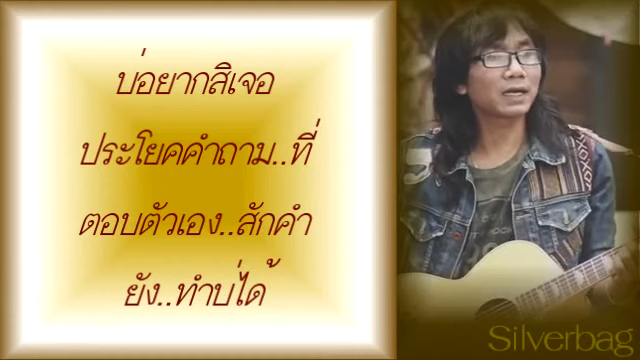 บ่อยากสิเจอ
ประโยคคำถาม..ที่
ตอบตัวเอง..สักคำ
ยัง..ทำบ่ได้
Silverbag